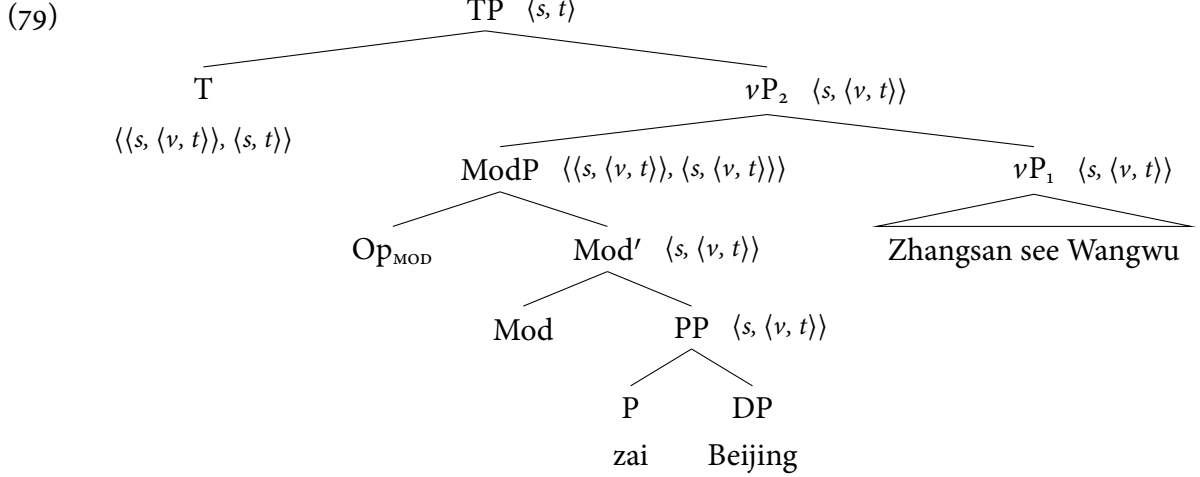 (79)
TP ⟨s, t⟩
T
vP₂ ⟨s, ⟨v, t⟩⟩
⟨⟨s, ⟨v, t⟩⟩, ⟨s, t⟩⟩
ModP ⟨⟨s, ⟨v, t⟩⟩, ⟨s, ⟨v, t⟩⟩⟩
vP₁ ⟨s, ⟨v, t⟩⟩
Op_MOD
Mod′ ⟨s, ⟨v, t⟩⟩
Zhangsan see Wangwu
Mod
PP ⟨s, ⟨v, t⟩⟩
P DP
zai Beijing